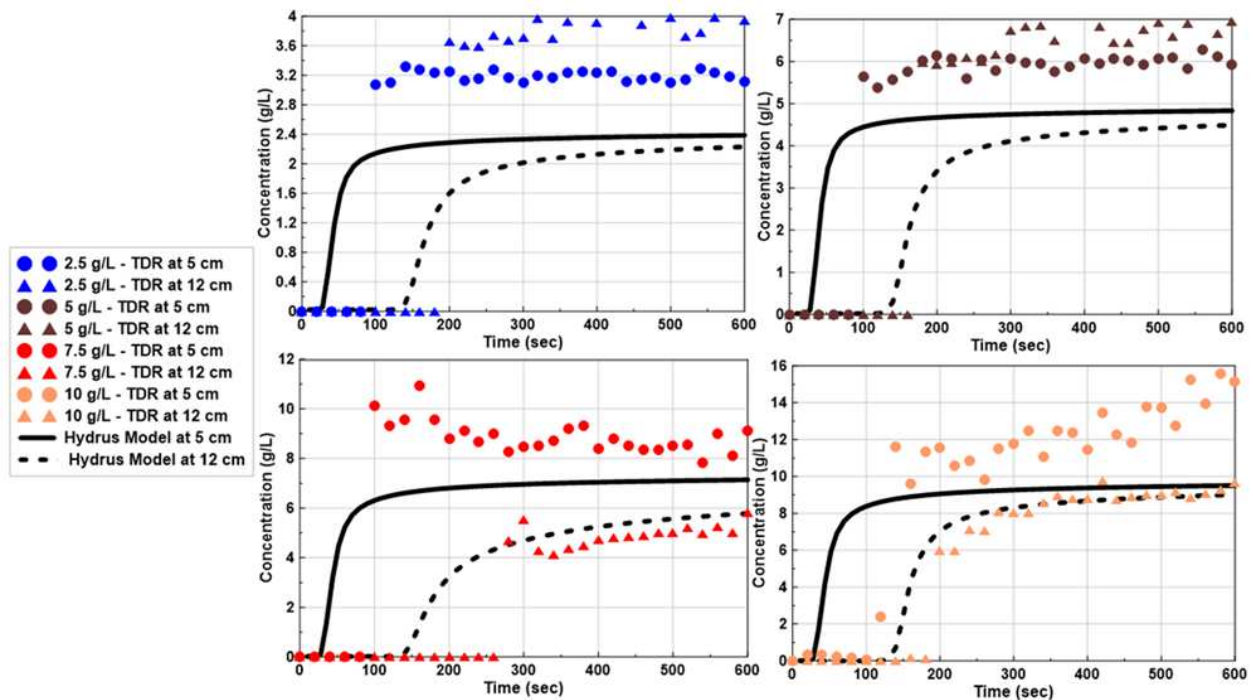 2.5 g/L - TDR at 5 cm
2.5 g/L - TDR at 12 cm
5 g/L - TDR at 5 cm
5 g/L - TDR at 12 cm
7.5 g/L - TDR at 5 cm
7.5 g/L - TDR at 12 cm
10 g/L - TDR at 5 cm
10 g/L - TDR at 12 cm
Hydrus Model at 5 cm
Hydrus Model at 12 cm
Concentration (g/L)
4
3.6
3.2
2.8
2.4
2
1.6
1.2
0.8
0.4
0
0 100 200 300 400 500 600
Time (sec)
Concentration (g/L)
7
6
5
4
3
2
1
0
0 100 200 300 400 500 600
Time (sec)
Concentration (g/L)
12
10
8
6
4
2
0
0 100 200 300 400 500 600
Time (sec)
Concentration (g/L)
16
14
12
10
8
6
4
2
0
0 100 200 300 400 500 600
Time (sec)